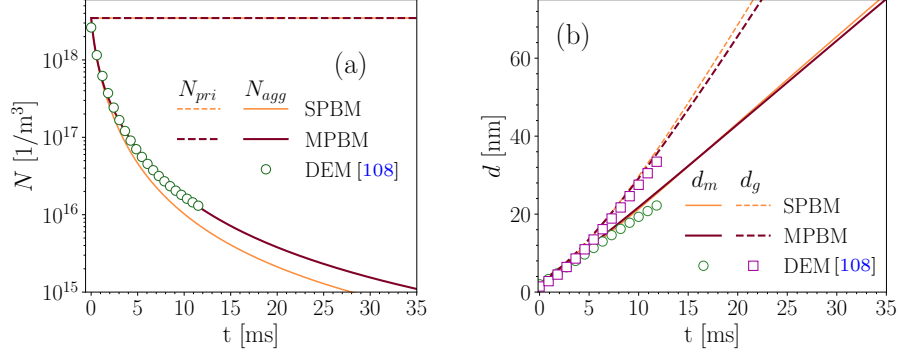 (a)
N_pri N_agg
SPBM
MPBM
DEM [108]
10^18
10^17
10^16
10^15
N [1/m^3]
0 5 10 15 20 25 30 35
t [ms]
(b)
d_m d_g
SPBM
MPBM
DEM [108]
60
40
20
0
d [nm]
0 5 10 15 20 25 30 35
t [ms]